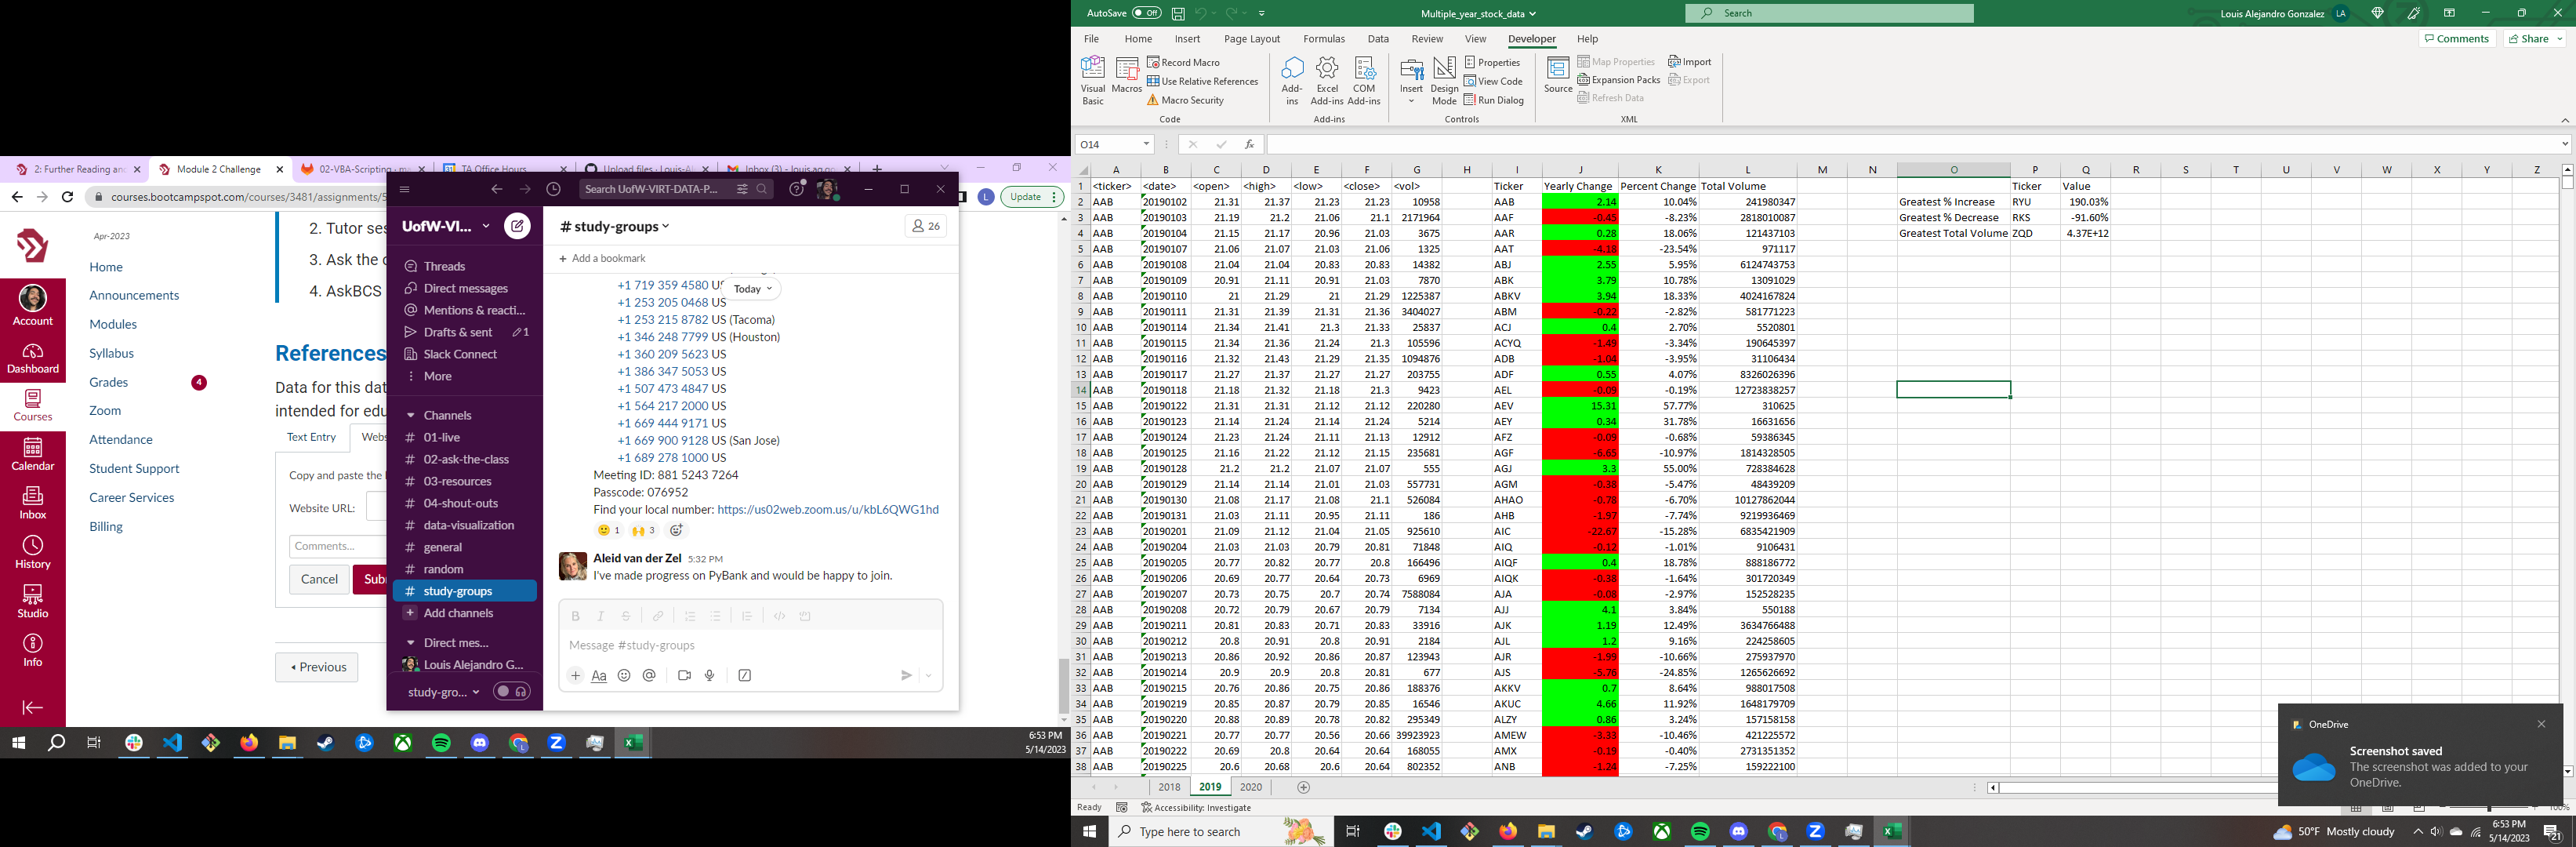 2: Further Reading an
Module 2 Challenge
02-VBA-Scripting - ma
TA Office Hours
Upload files · Louis-Al
Inbox (3) - louis.ag.go
courses.bootcampspot.com/courses/3481/assignments/5
Update
Account
Dashboard
Courses
Calendar
Inbox
History
Studio
Info
Apr-2023
Home
Announcements
Modules
Syllabus
Grades
4
Zoom
Attendance
Student Support
Career Services
Billing
2. Tutor ses
3. Ask the c
4. AskBCS
References
Data for this dat
intended for edu
Text Entry
Webs
Copy and paste the l
Website URL:
Comments...
Cancel
Sub
Previous
Search UofW-VIRT-DATA-P...
UofW-VI...
Threads
Direct messages
Mentions & reacti...
Drafts & sent
1
Slack Connect
More
Channels
# 01-live
# 02-ask-the-class
# 03-resources
# 04-shout-outs
# data-visualization
# general
# random
# study-groups
+ Add channels
Direct mes...
Louis Alejandro G...
study-gro...
# study-groups
26
+ Add a bookmark
Today
+1 719 359 4580 US
+1 253 205 0468 US
+1 253 215 8782 US (Tacoma)
+1 346 248 7799 US (Houston)
+1 360 209 5623 US
+1 386 347 5053 US
+1 507 473 4847 US
+1 564 217 2000 US
+1 669 444 9171 US
+1 669 900 9128 US (San Jose)
+1 689 278 1000 US
Meeting ID: 881 5243 7264
Passcode: 076952
Find your local number: https://us02web.zoom.us/u/kbL6QWG1hd
1
3
Aleid van der Zel 5:32 PM
I've made progress on PyBank and would be happy to join.
Message #study-groups
6:53 PM
5/14/2023
AutoSave Off
Multiple_year_stock_data
Search
Louis Alejandro Gonzalez LA
File Home Insert Page Layout Formulas Data Review View Developer Help
Comments
Share
Visual Basic
Macros
Record Macro
Use Relative References
Macro Security
Code
Add-ins
Excel Add-ins
COM Add-ins
Add-ins
Insert
Design Mode
Properties
View Code
Run Dialog
Controls
Source
Map Properties
Expansion Packs
Refresh Data
Import
Export
XML
O14
fx
A B C D E F G H I J K L M N O P Q R S T U V W X Y Z
1 <ticker> <date> <open> <high> <low> <close> <vol> Ticker Yearly Change Percent Change Total Volume Ticker Value
2 AAB 20190102 21.31 21.37 21.23 21.23 10958 AAB 2.14 10.04% 241980347 Greatest % Increase RYU 190.03%
3 AAB 20190103 21.19 21.2 21.06 21.1 2171964 AAF -0.45 -8.23% 2818010087 Greatest % Decrease RKS -91.60%
4 AAB 20190104 21.15 21.17 20.96 21.03 3675 AAR 0.28 18.06% 121437103 Greatest Total Volume ZQD 4.37E+12
5 AAB 20190107 21.06 21.07 21.03 21.06 1325 AAT -4.18 -23.54% 971117
6 AAB 20190108 21.04 21.04 20.83 20.83 14382 ABJ 2.55 5.95% 6124743753
7 AAB 20190109 20.91 21.11 20.91 21.03 7870 ABK 3.79 10.78% 13091029
8 AAB 20190110 21 21.29 21 21.29 1225387 ABKV 3.94 18.33% 4024167824
9 AAB 20190111 21.31 21.39 21.31 21.36 3404027 ABM -0.22 -2.82% 581771223
10 AAB 20190114 21.34 21.41 21.3 21.33 25837 ACJ 0.4 2.70% 5520801
11 AAB 20190115 21.34 21.36 21.24 21.3 105596 ACYQ -1.49 -3.34% 190645397
12 AAB 20190116 21.32 21.43 21.29 21.35 1094876 ADB -1.04 -3.95% 31106434
13 AAB 20190117 21.27 21.37 21.27 21.27 203755 ADF 0.55 4.07% 8326026396
14 AAB 20190118 21.18 21.32 21.18 21.3 9423 AEL -0.09 -0.19% 12723838257
15 AAB 20190122 21.31 21.31 21.12 21.12 220280 AEV 15.31 57.77% 310625
16 AAB 20190123 21.14 21.24 21.14 21.24 5214 AEY 0.34 31.78% 16631656
17 AAB 20190124 21.23 21.24 21.11 21.13 12912 AFZ -0.09 -0.68% 59386345
18 AAB 20190125 21.16 21.22 21.12 21.15 235681 AGF -6.65 -10.97% 1814328505
19 AAB 20190128 21.2 21.2 21.07 21.07 555 AGJ 3.3 55.00% 728384628
20 AAB 20190129 21.14 21.14 21.01 21.03 557731 AGM -0.38 -5.47% 48439209
21 AAB 20190130 21.08 21.17 21.08 21.1 526084 AHAO -0.78 -6.70% 10127862044
22 AAB 20190131 21.03 21.11 20.95 21.11 186 AHB -1.97 -7.74% 9219936469
23 AAB 20190201 21.09 21.12 21.04 21.05 925610 AIC -22.67 -15.28% 6835421909
24 AAB 20190204 21.03 21.03 20.79 20.81 71848 AIQ -0.12 -1.01% 9106431
25 AAB 20190205 20.77 20.82 20.77 20.8 166496 AIQF 0.4 18.78% 888186772
26 AAB 20190206 20.69 20.77 20.64 20.73 6969 AIQK -0.38 -1.64% 301720349
27 AAB 20190207 20.73 20.75 20.7 20.74 7588084 AJA -0.08 -2.97% 152528235
28 AAB 20190208 20.72 20.79 20.67 20.79 7134 AJJ 4.1 3.84% 550188
29 AAB 20190211 20.81 20.83 20.71 20.83 33916 AJK 1.19 12.49% 3634766488
30 AAB 20190212 20.8 20.91 20.8 20.91 2184 AJL 1.2 9.16% 224258605
31 AAB 20190213 20.86 20.92 20.86 20.87 123943 AJR -1.99 -10.66% 275937970
32 AAB 20190214 20.9 20.9 20.8 20.81 677 AJS -5.76 -24.85% 1265626692
33 AAB 20190215 20.76 20.86 20.75 20.86 188376 AKKV 0.7 8.64% 988017508
34 AAB 20190219 20.85 20.87 20.79 20.85 16546 AKUC 4.66 11.92% 1648179709
35 AAB 20190220 20.88 20.89 20.78 20.82 295349 ALZY 0.86 3.24% 157158158
36 AAB 20190221 20.77 20.77 20.56 20.66 39923923 AMEW -3.33 -10.46% 421225572
37 AAB 20190222 20.69 20.8 20.64 20.64 168055 AMX -0.19 -0.40% 2731351352
38 AAB 20190225 20.6 20.68 20.6 20.64 802352 ANB -1.24 -7.25% 159222100
2018 2019 2020
Ready
Accessibility: Investigate
100%
OneDrive
Screenshot saved
The screenshot was added to your
OneDrive.
Type here to search
50°F Mostly cloudy
6:53 PM
5/14/2023
21